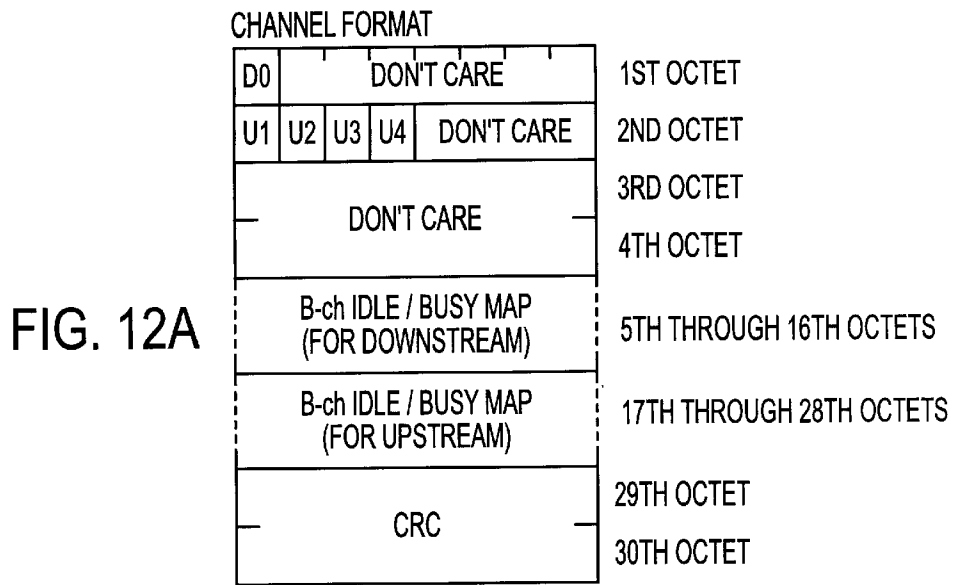 CHANNEL FORMAT
D0 DON'T CARE 1ST OCTET
U1 U2 U3 U4 DON'T CARE 2ND OCTET
3RD OCTET
DON'T CARE
4TH OCTET
FIG. 12A
B-ch IDLE / BUSY MAP
(FOR DOWNSTREAM)
5TH THROUGH 16TH OCTETS
B-ch IDLE / BUSY MAP
(FOR UPSTREAM)
17TH THROUGH 28TH OCTETS
29TH OCTET
CRC
30TH OCTET